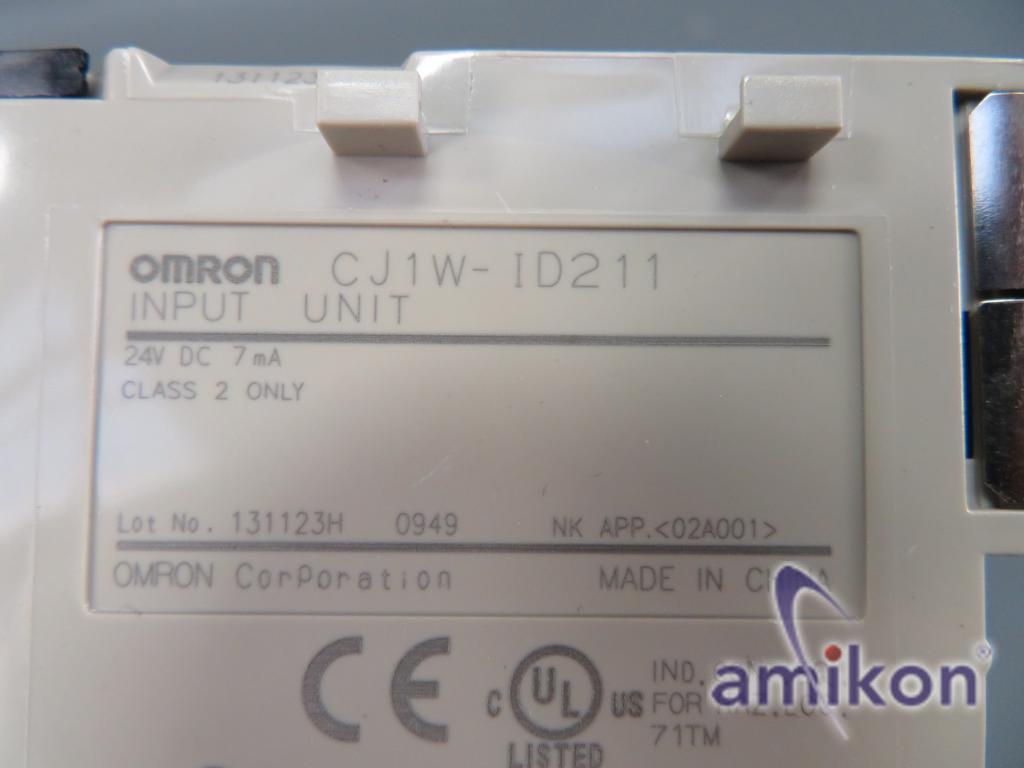 131123
OMRON CJ1W-ID211
INPUT UNIT
24V DC 7mA
CLASS 2 ONLY
Lot No. 131123H 0949 NK APP.<02A001>
OMRON Corporation MADE IN
CE
C UL US
LISTED
IND.
FOR
71TM
amikon®